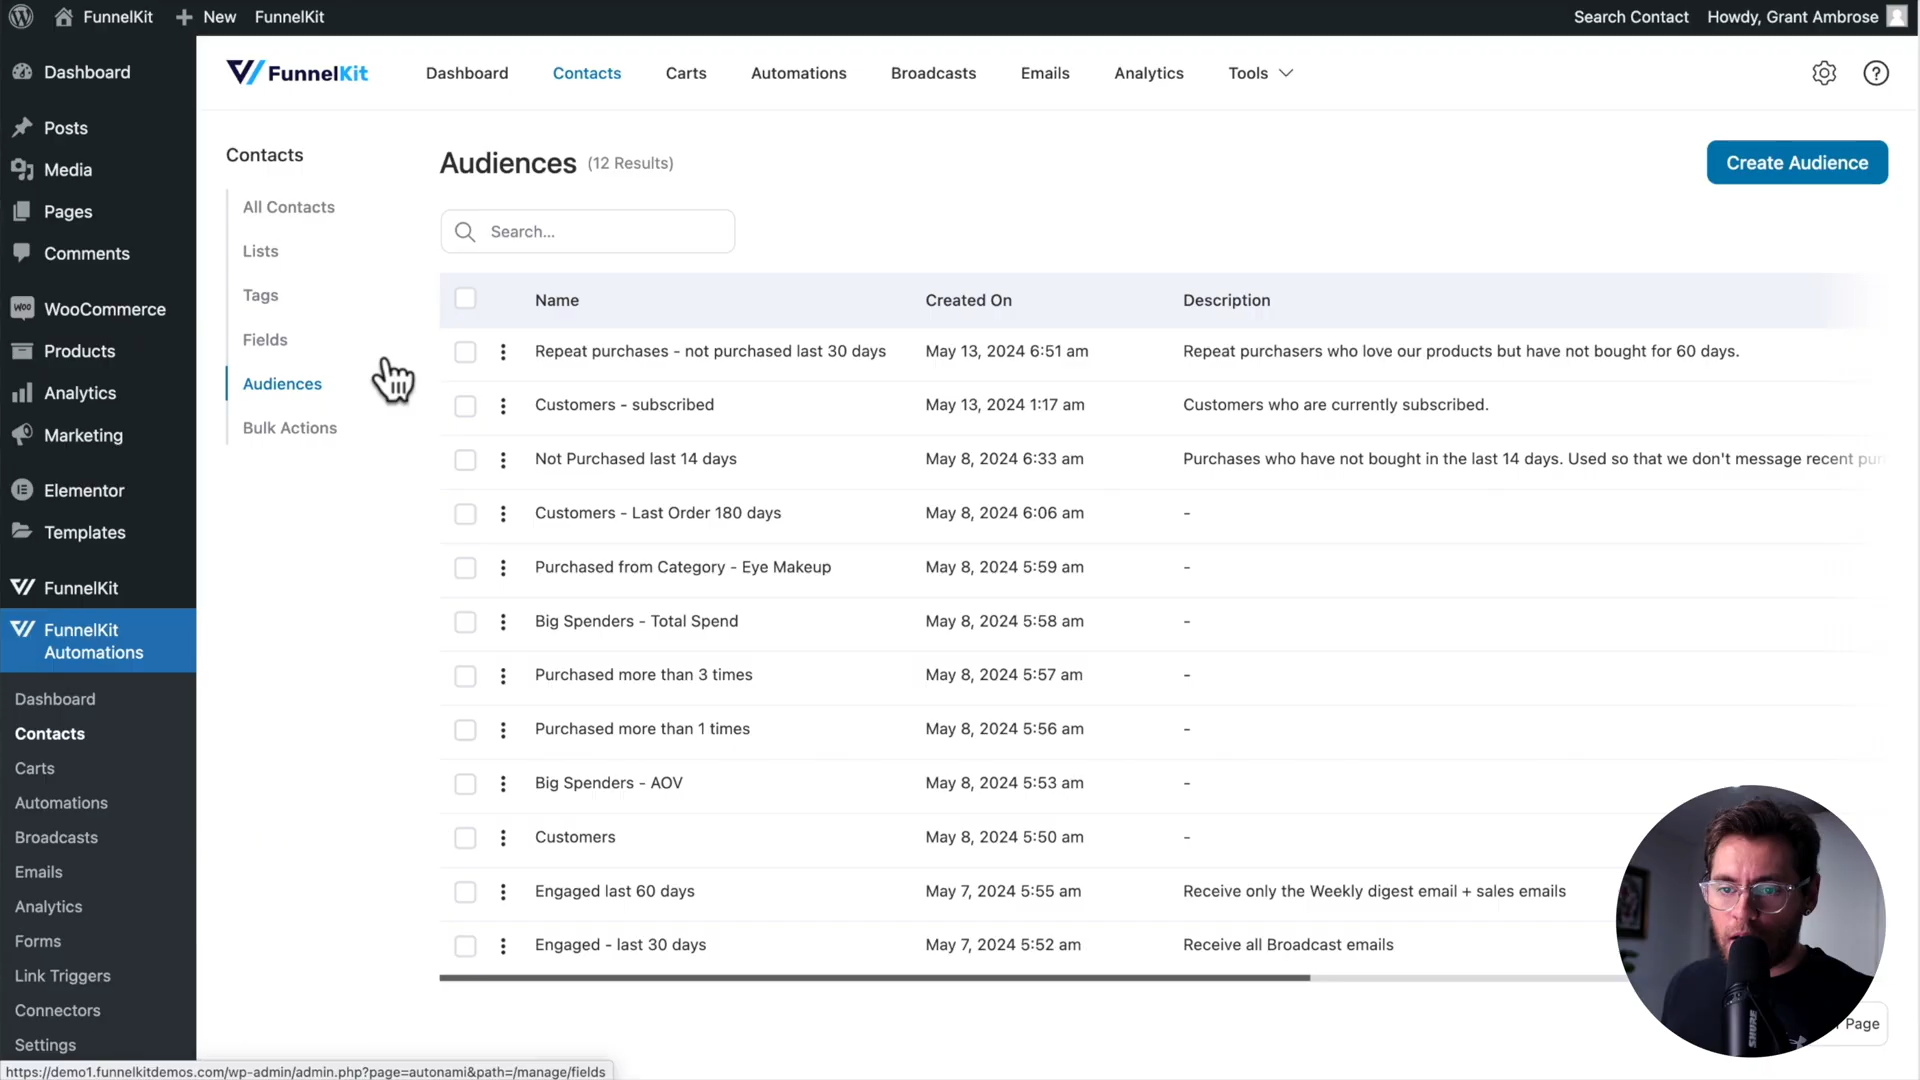 FunnelKit
New
FunnelKit
Search Contact
Howdy, Grant Ambrose
Dashboard
Posts
Media
Pages
Comments
WooCommerce
Products
Analytics
Marketing
Elementor
Templates
FunnelKit
FunnelKit
Automations
Dashboard
Contacts
Carts
Automations
Broadcasts
Emails
Analytics
Forms
Link Triggers
Connectors
Settings
FunnelKit
Dashboard
Contacts
Carts
Automations
Broadcasts
Emails
Analytics
Tools
Contacts
All Contacts
Lists
Tags
Fields
Audiences
Bulk Actions
Audiences (12 Results)
Create Audience
Search...
Name Created On Description
Repeat purchases - not purchased last 30 days May 13, 2024 6:51 am Repeat purchasers who love our products but have not bought for 60 days.
Customers - subscribed May 13, 2024 1:17 am Customers who are currently subscribed.
Not Purchased last 14 days May 8, 2024 6:33 am Purchases who have not bought in the last 14 days. Used so that we don't message recent pur
Customers - Last Order 180 days May 8, 2024 6:06 am -
Purchased from Category - Eye Makeup May 8, 2024 5:59 am -
Big Spenders - Total Spend May 8, 2024 5:58 am -
Purchased more than 3 times May 8, 2024 5:57 am -
Purchased more than 1 times May 8, 2024 5:56 am -
Big Spenders - AOV May 8, 2024 5:53 am -
Customers May 8, 2024 5:50 am -
Engaged last 60 days May 7, 2024 5:55 am Receive only the Weekly digest email + sales emails
Engaged - last 30 days May 7, 2024 5:52 am Receive all Broadcast emails
Page
SHURE
https://demo1.funnelkitdemos.com/wp-admin/admin.php?page=autonami&path=/manage/fields